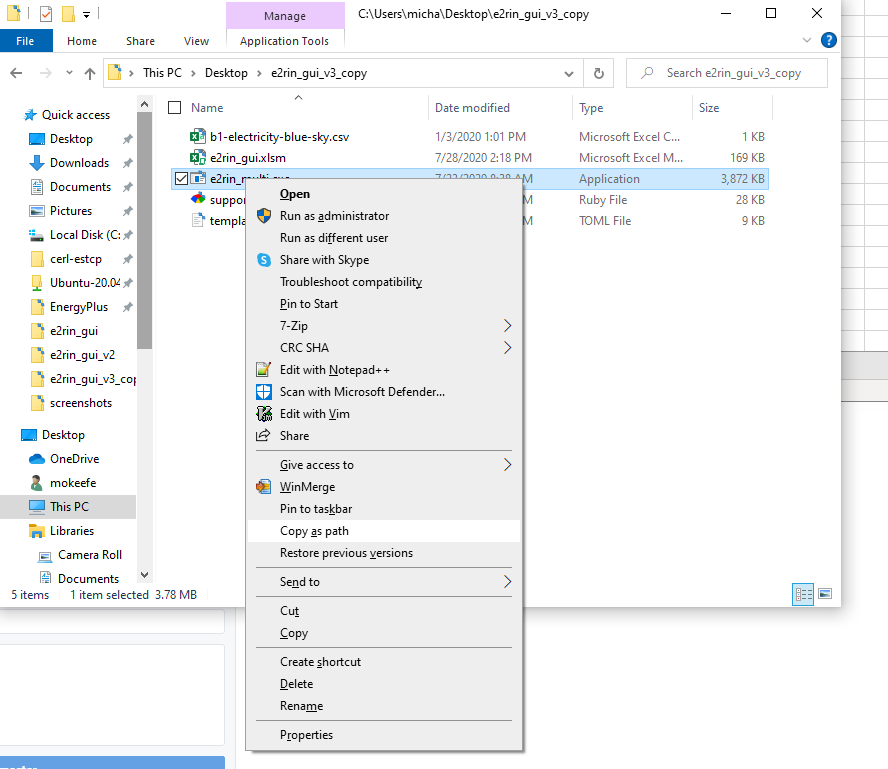 Manage
C:\Users\micha\Desktop\e2rin_gui_v3_copy
File
Home
Share
View
Application Tools
This PC
Desktop
e2rin_gui_v3_copy
Search e2rin_gui_v3_copy
Name
Date modified
Type
Size
Quick access
Desktop
Downloads
Documents
Pictures
Local Disk (C:
cerl-estcp
Ubuntu-20.04
EnergyPlus
e2rin_gui
e2rin_gui_v2
e2rin_gui_v3_cop
screenshots
Desktop
OneDrive
mokeefe
This PC
Libraries
Camera Roll
Documents
b1-electricity-blue-sky.csv 1/3/2020 1:01 PM Microsoft Excel C... 1 KB
e2rin_gui.xlsm 7/28/2020 2:18 PM Microsoft Excel M... 169 KB
e2rin_multi.exe 7/23/2020 8:38 AM Application 3,872 KB
suppor M Ruby File 28 KB
templa M TOML File 9 KB
Open
Run as administrator
Run as different user
Share with Skype
Troubleshoot compatibility
Pin to Start
7-Zip
CRC SHA
Edit with Notepad++
Scan with Microsoft Defender...
Edit with Vim
Share
Give access to
WinMerge
Pin to taskbar
Copy as path
Restore previous versions
Send to
Cut
Copy
Create shortcut
Delete
Rename
Properties
5 items
1 item selected 3.78 MB